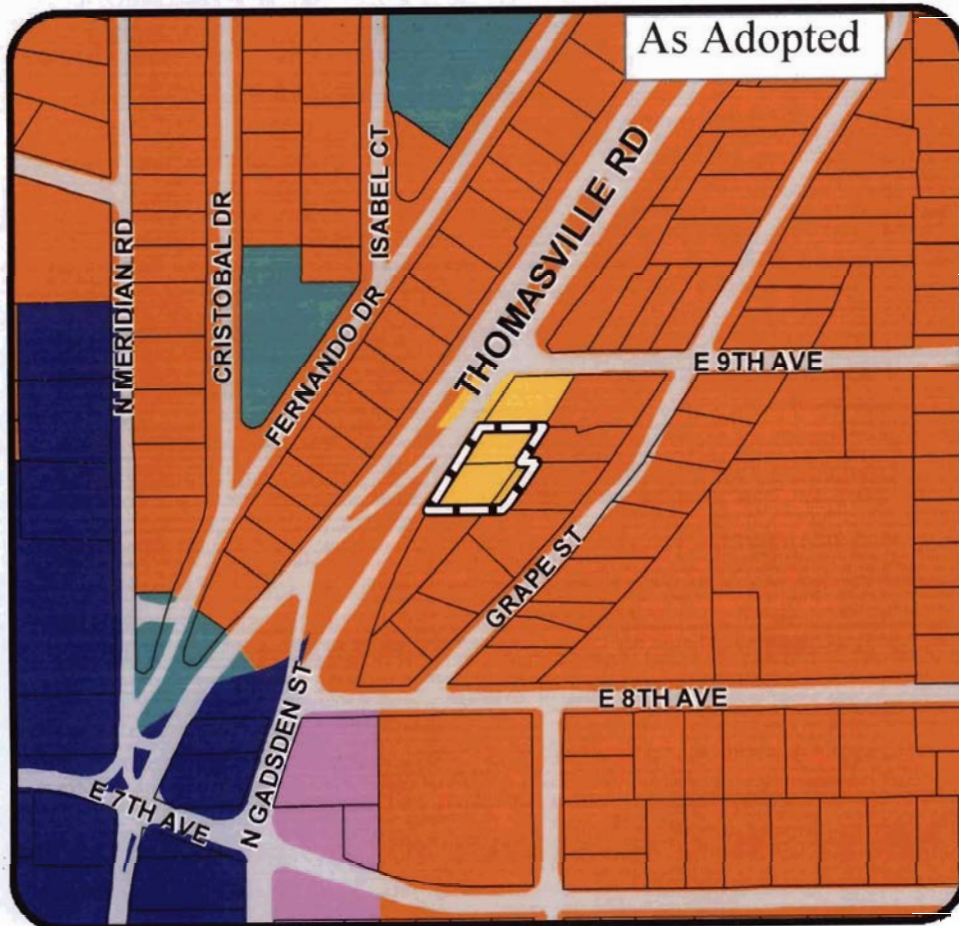 As Adopted
N MERIDIAN RD
CRISTOBAL DR
ISABEL CT
FERNANDO DR
THOMASVILLE RD
E 9TH AVE
GRAPE ST
E 8TH AVE
N GADSDEN ST
E 7TH AVE